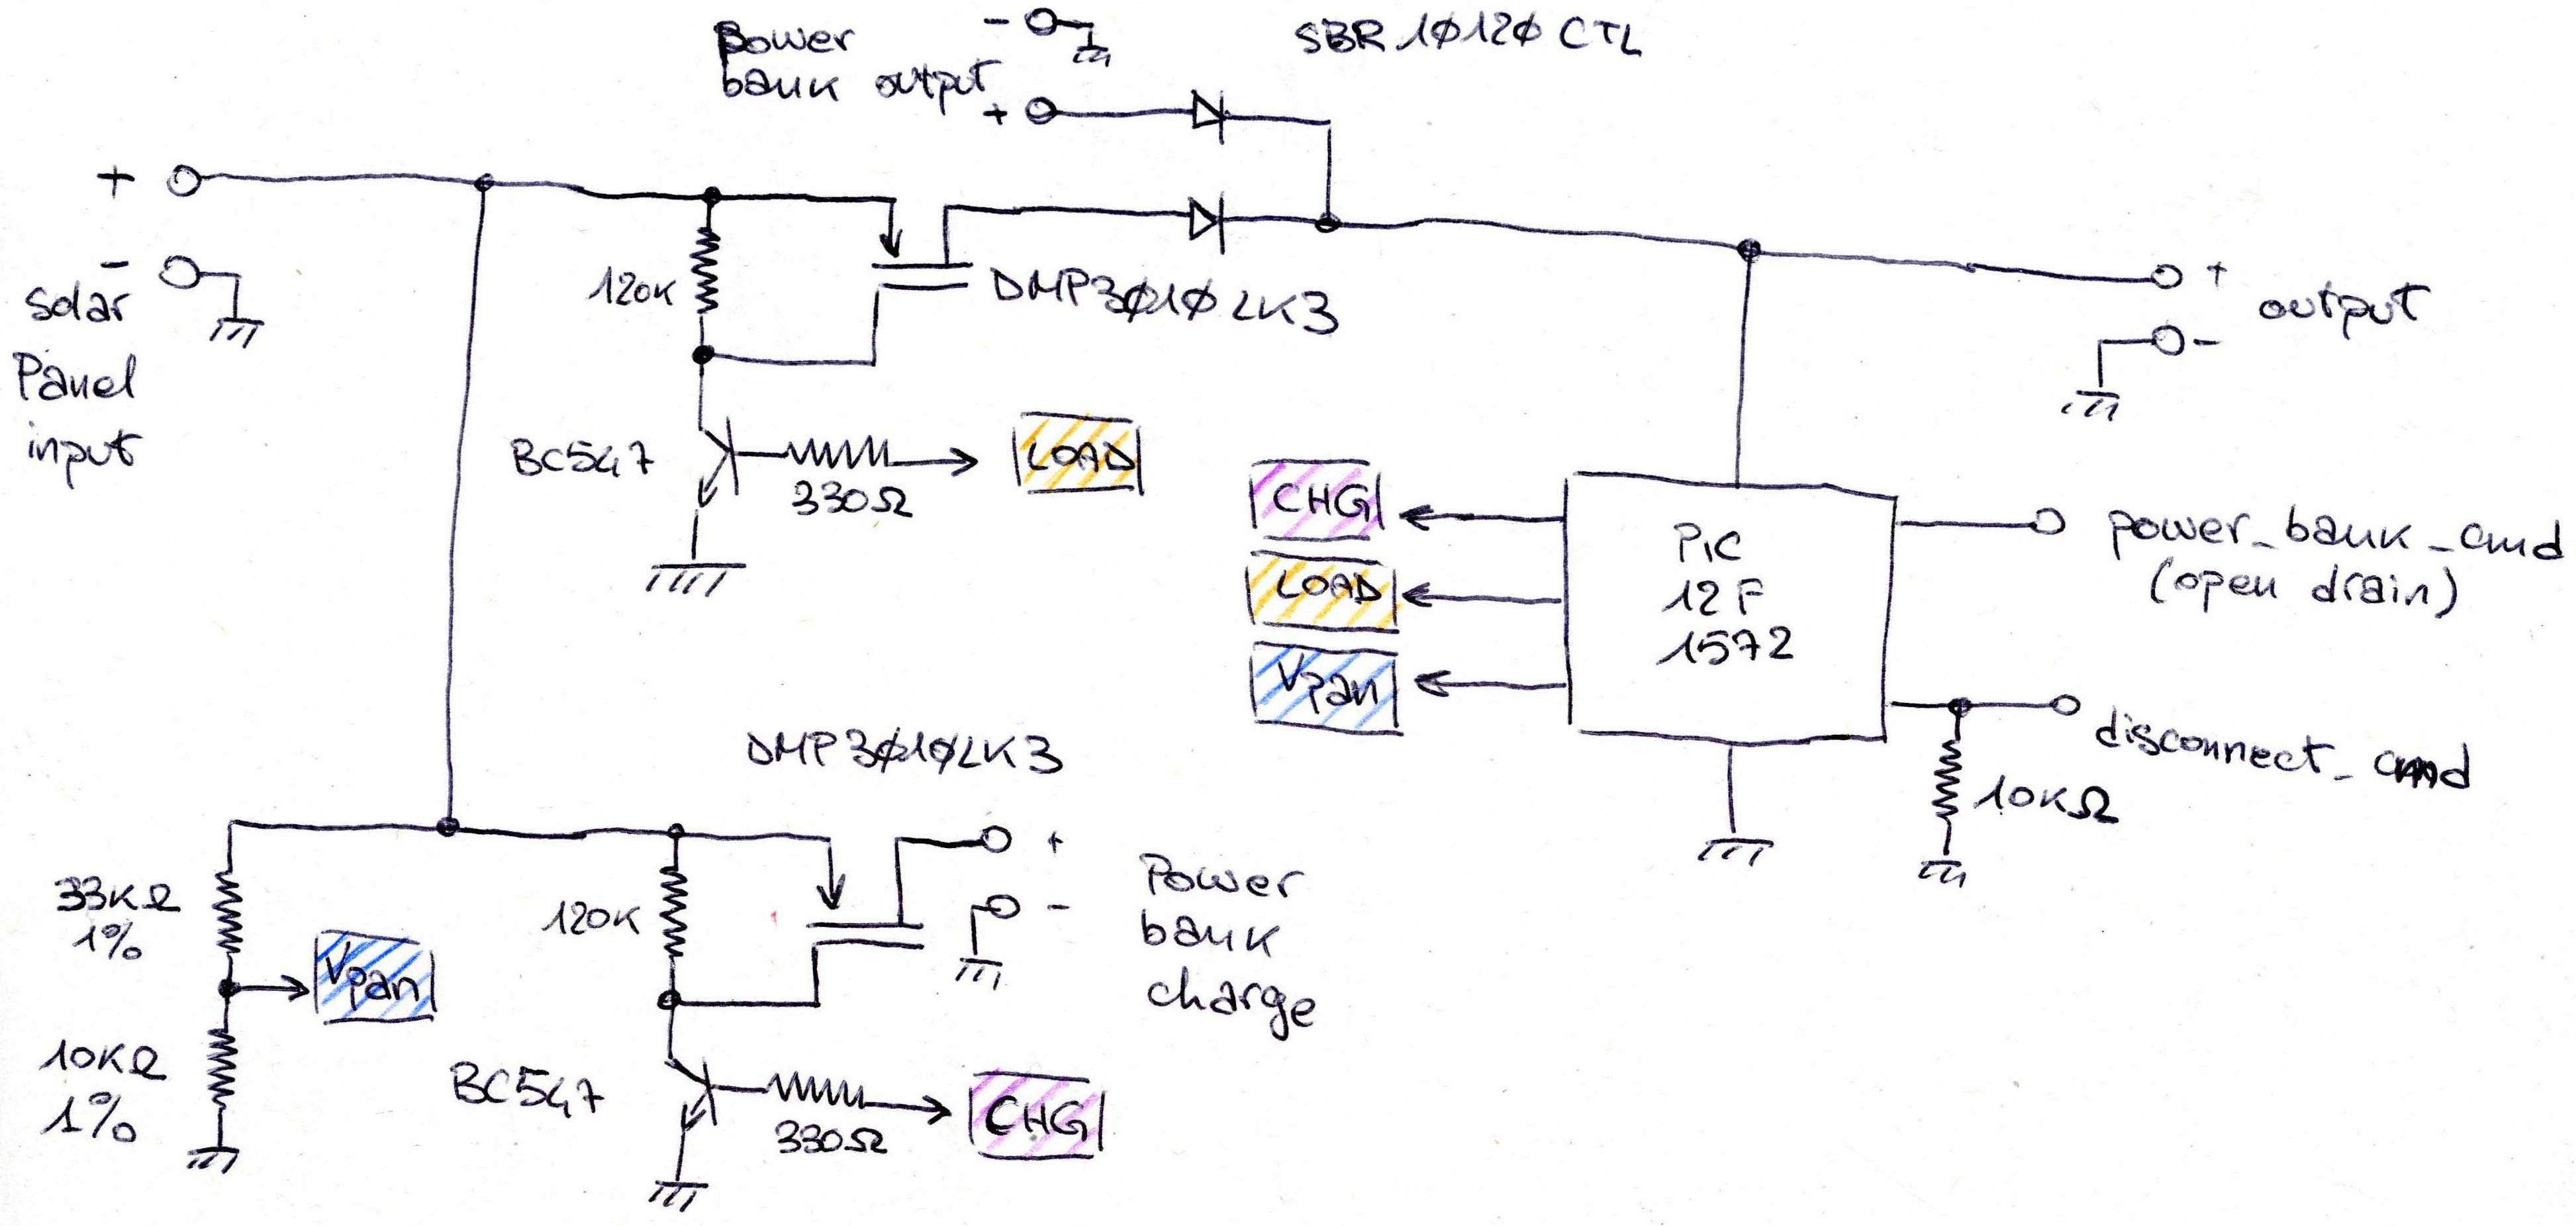 Power
bank output
-
+
SBR 10120 CTL
+
-
solar
Panel
input
120K
DMP3010LK3
+
output
-
BC547
330Ω
LOAD
CHG
LOAD
Vpan
PIC
12F
1572
power_bank_cmd
(open drain)
disconnect_cmd
10KΩ
DMP3010LK3
33KΩ
1%
Vpan
10KΩ
1%
120K
+
-
Power
bank
charge
BC547
330Ω
CHG